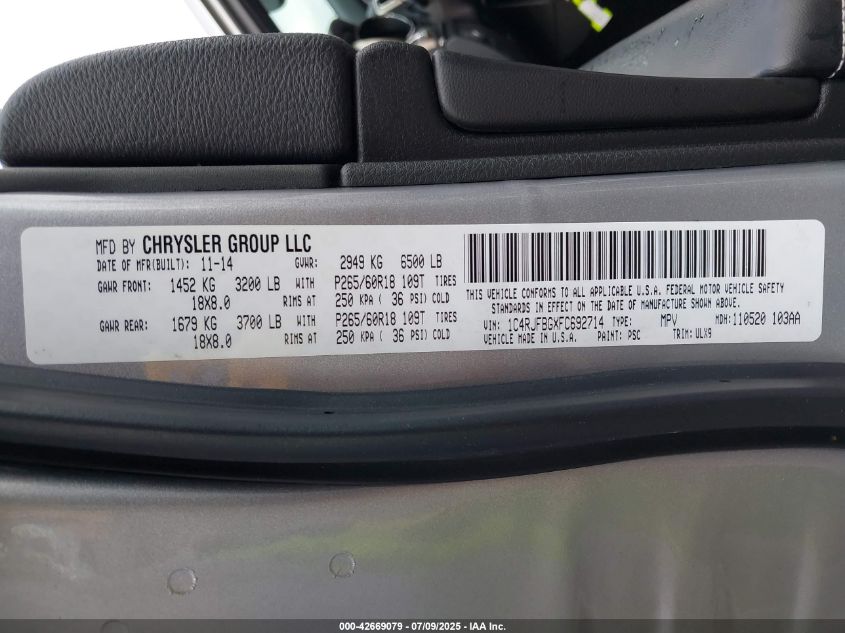 MFD BY CHRYSLER GROUP LLC
DATE OF MFR(BUILT): 11-14 GVWR: 2949 KG 6500 LB
GAWR FRONT: 1452 KG 3200 LB WITH P265/60R18 109T TIRES
18X8.0 RIMS AT 250 KPA ( 36 PSI) COLD
GAWR REAR: 1679 KG 3700 LB WITH P265/60R18 109T TIRES
18X8.0 RIMS AT 250 KPA ( 36 PSI) COLD
THIS VEHICLE CONFORMS TO ALL APPLICABLE U.S.A. FEDERAL MOTOR VEHICLE SAFETY
STANDARDS IN EFFECT ON THE DATE OF MANUFACTURE SHOWN ABOVE.
VIN: 1C4RJFBGXFC692714 TYPE: MPV MDH: 110520 103AA
VEHICLE MADE IN U.S.A. PAINT: PSC TRIM: ULX9
000-42669079 / 07/09/2025 - IAA Inc.